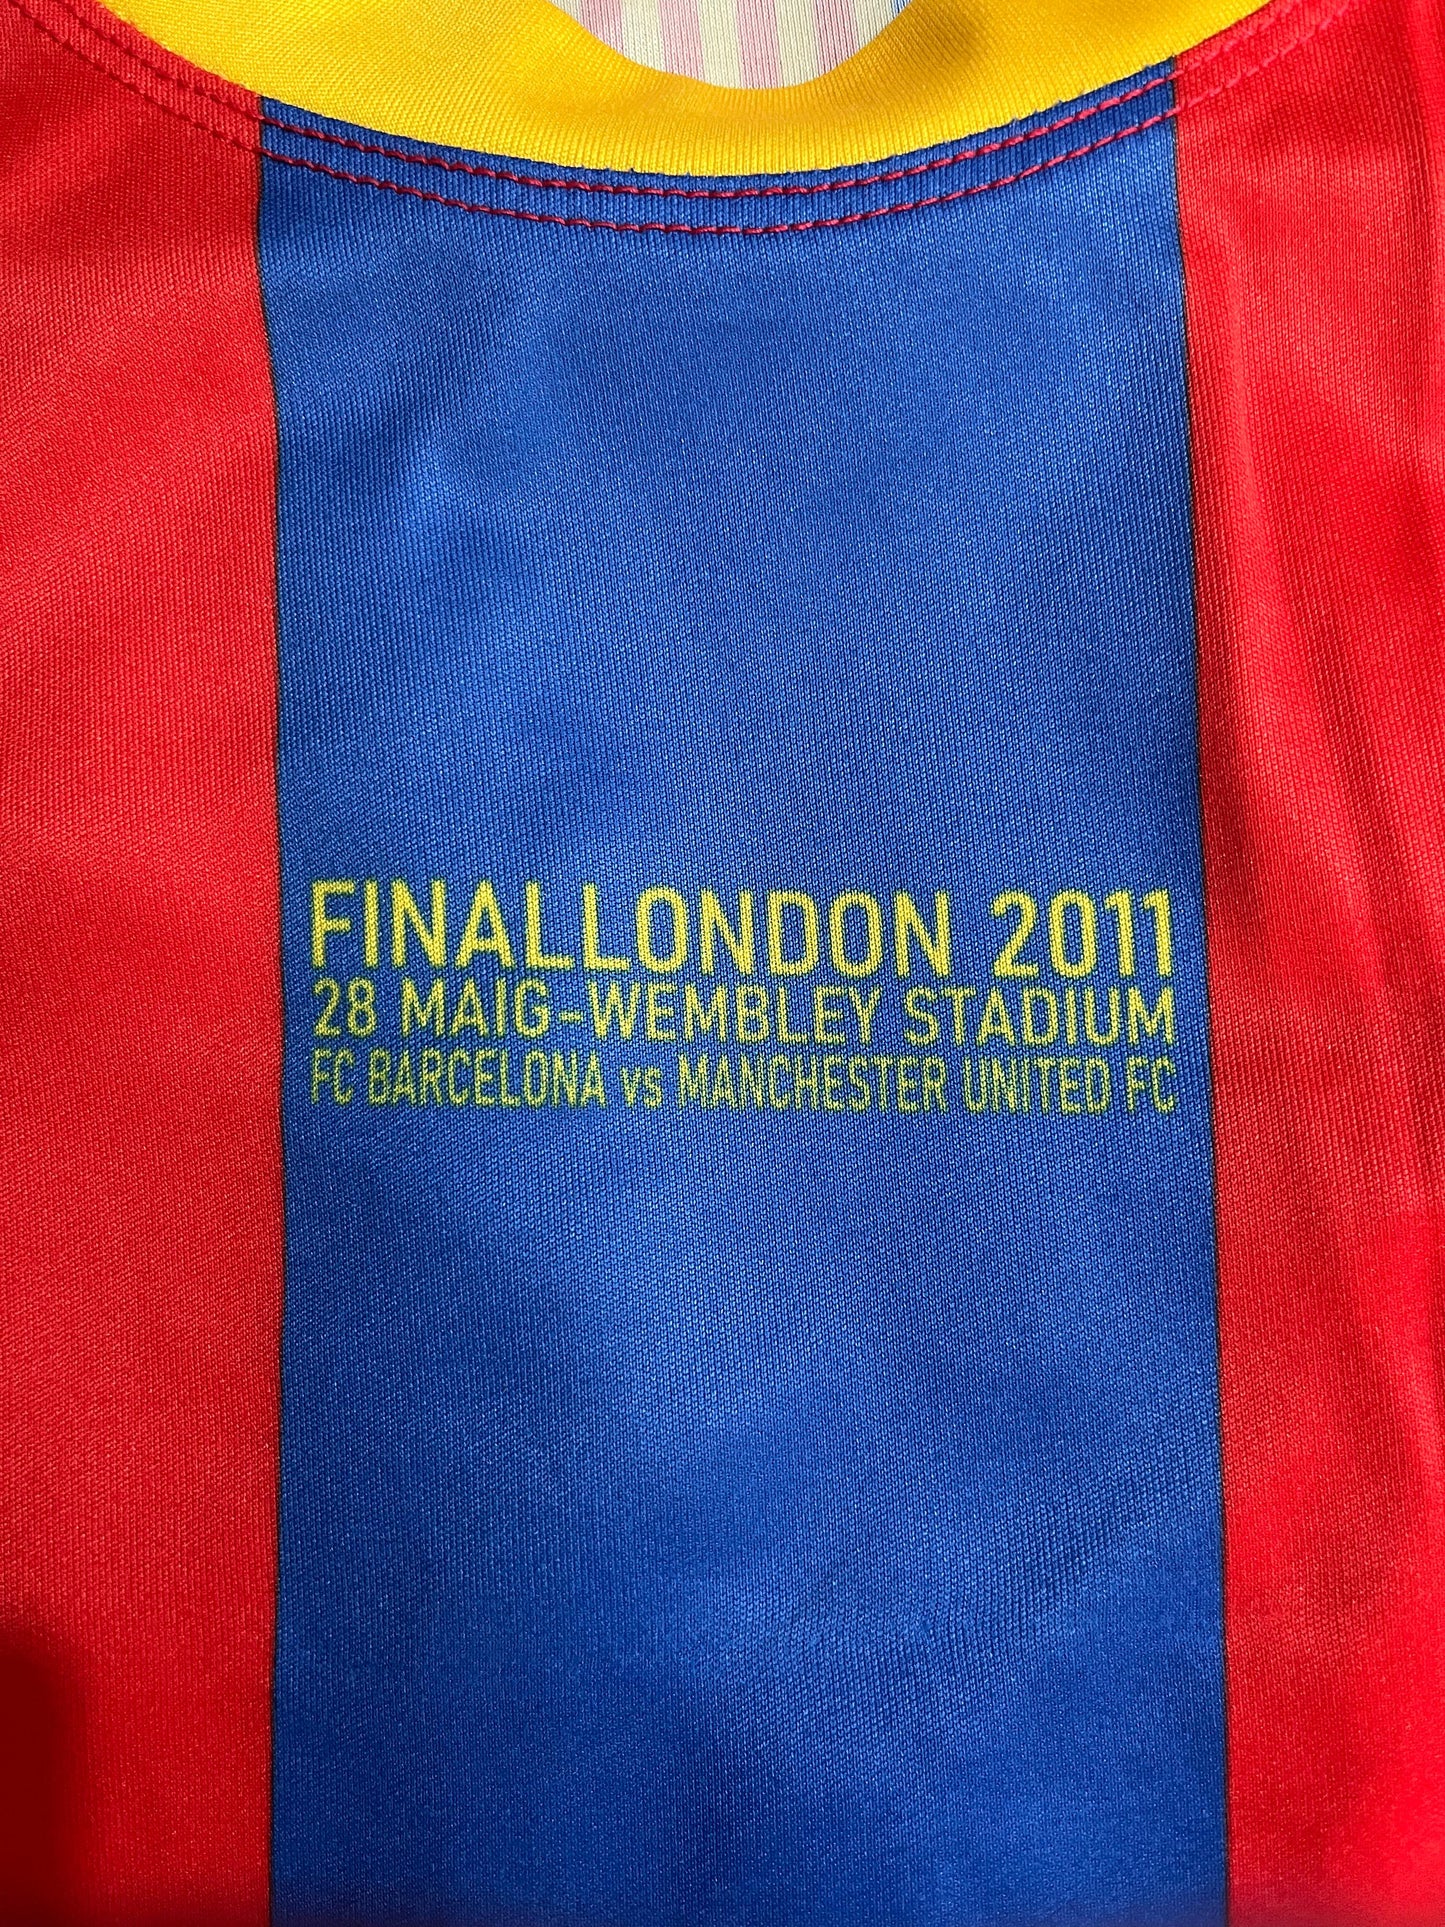 FINALLONDON 2011
28 MAIG-WEMBLEY STADIUM
FC BARCELONA vs MANCHESTER UNITED FC